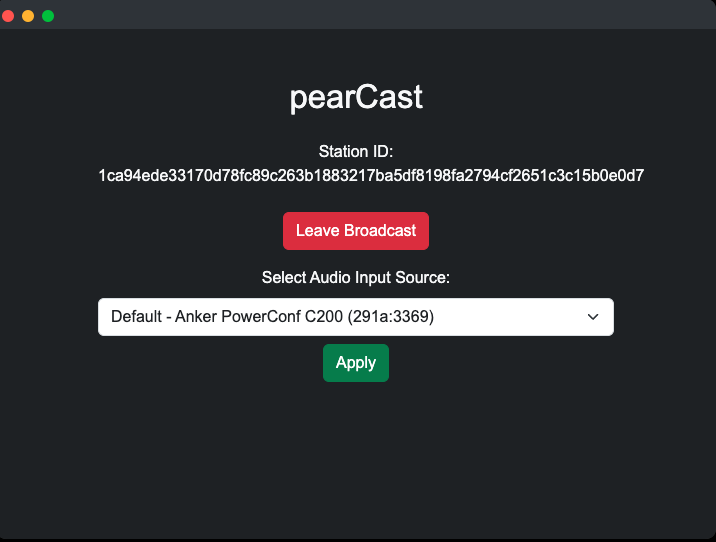 pearCast
Station ID:
1ca94ede33170d78fc89c263b1883217ba5df8198fa2794cf2651c3c15b0e0d7
Leave Broadcast
Select Audio Input Source:
Default - Anker PowerConf C200 (291a:3369)
Apply